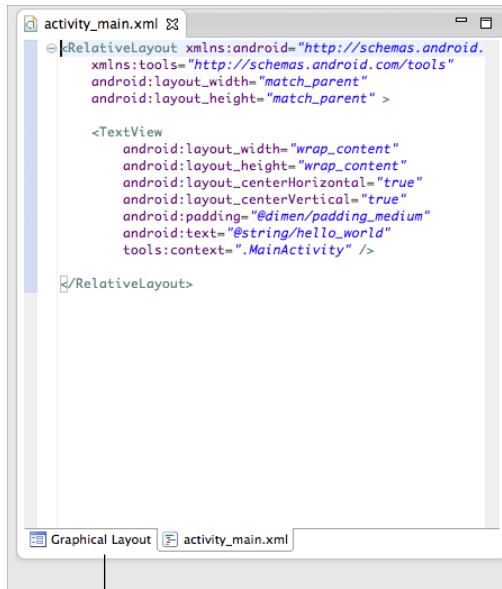 activity_main.xml
<RelativeLayout xmlns:android="http://schemas.android.
xmlns:tools="http://schemas.android.com/tools"
android:layout_width="match_parent"
android:layout_height="match_parent" >
<TextView
android:layout_width="wrap_content"
android:layout_height="wrap_content"
android:layout_centerHorizontal="true"
android:layout_centerVertical="true"
android:padding="@dimen/padding_medium"
android:text="@string/hello_world"
tools:context=".MainActivity" />
</RelativeLayout>
Graphical Layout activity_main.xml